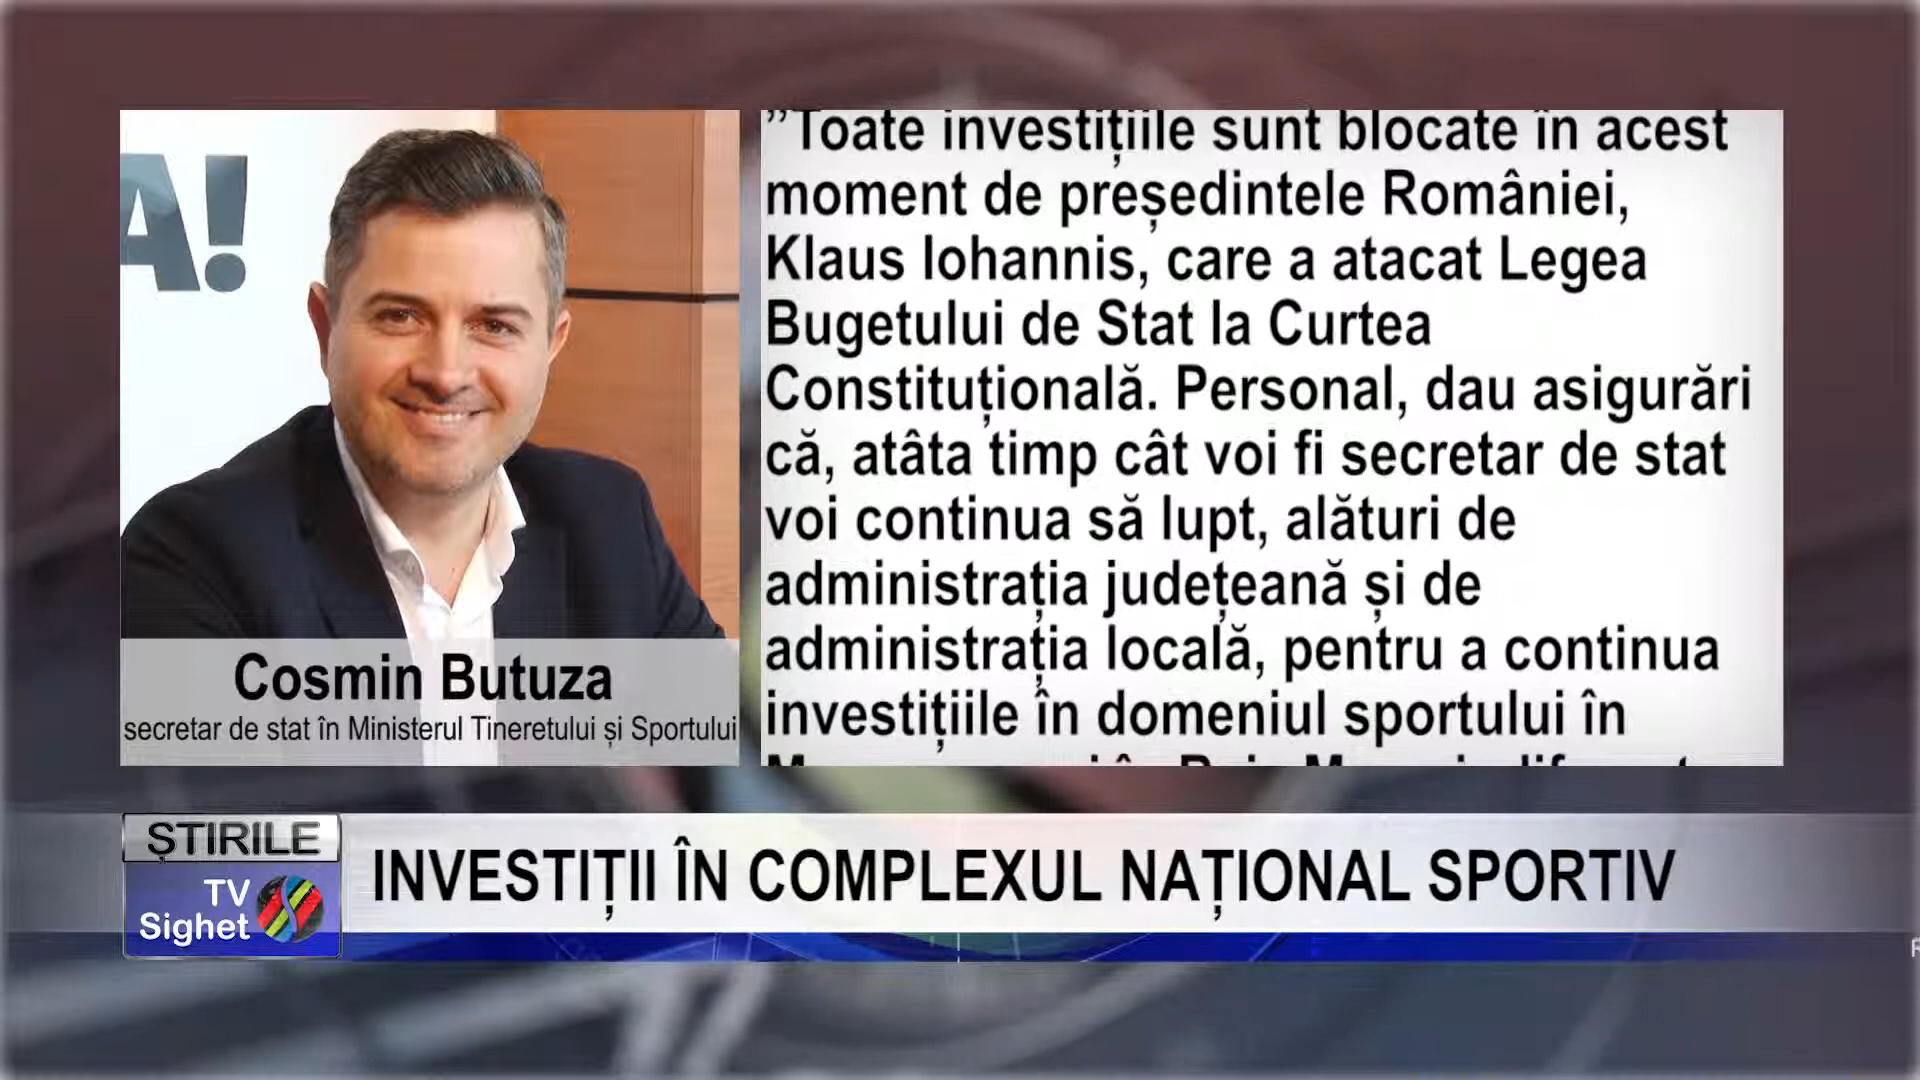 A!
”Toate investițiile sunt blocate în acest
moment de președintele României,
Klaus Iohannis, care a atacat Legea
Bugetului de Stat la Curtea
Constituțională. Personal, dau asigurări
că, atâta timp cât voi fi secretar de stat
voi continua să lupt, alături de
administrația județeană și de
administrația locală, pentru a continua
investițiile în domeniul sportului în
Cosmin Butuza
secretar de stat în Ministerul Tineretului și Sportului
ȘTIRILE
TV
Sighet
INVESTIȚII ÎN COMPLEXUL NAȚIONAL SPORTIV